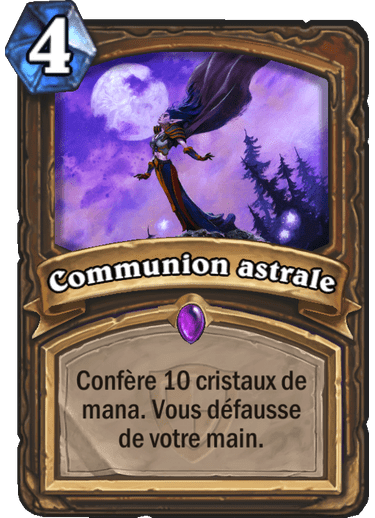 4
Communion astrale
Confère 10 cristaux de
mana. Vous défausse
de votre main.